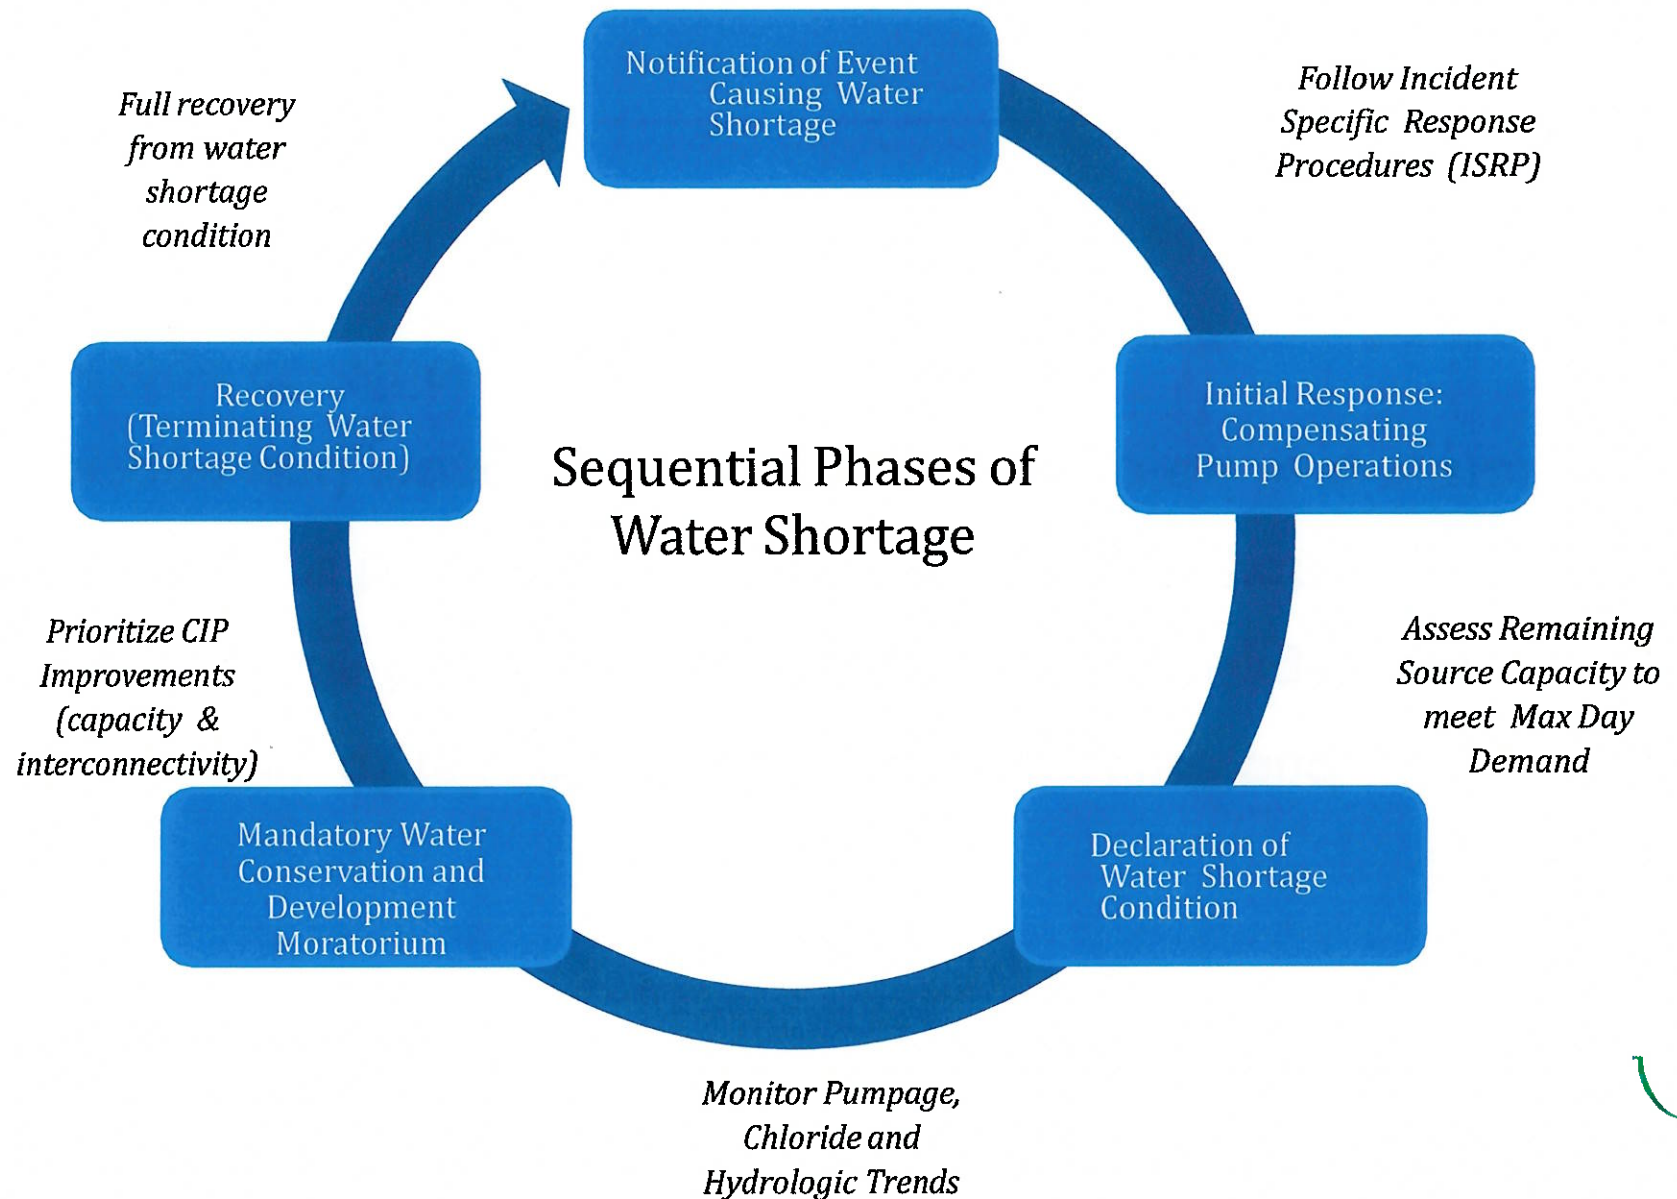 Notification of Event
Causing Water
Shortage
Follow Incident
Specific Response
Procedures (ISRP)
Initial Response:
Compensating
Pump Operations
Assess Remaining
Source Capacity to
meet Max Day
Demand
Declaration of
Water Shortage
Condition
Monitor Pumpage,
Chloride and
Hydrologic Trends
Mandatory Water
Conservation and
Development
Moratorium
Prioritize CIP
Improvements
(capacity &
interconnectivity)
Recovery
(Terminating Water
Shortage Condition)
Full recovery
from water
shortage
condition
Sequential Phases of
Water Shortage